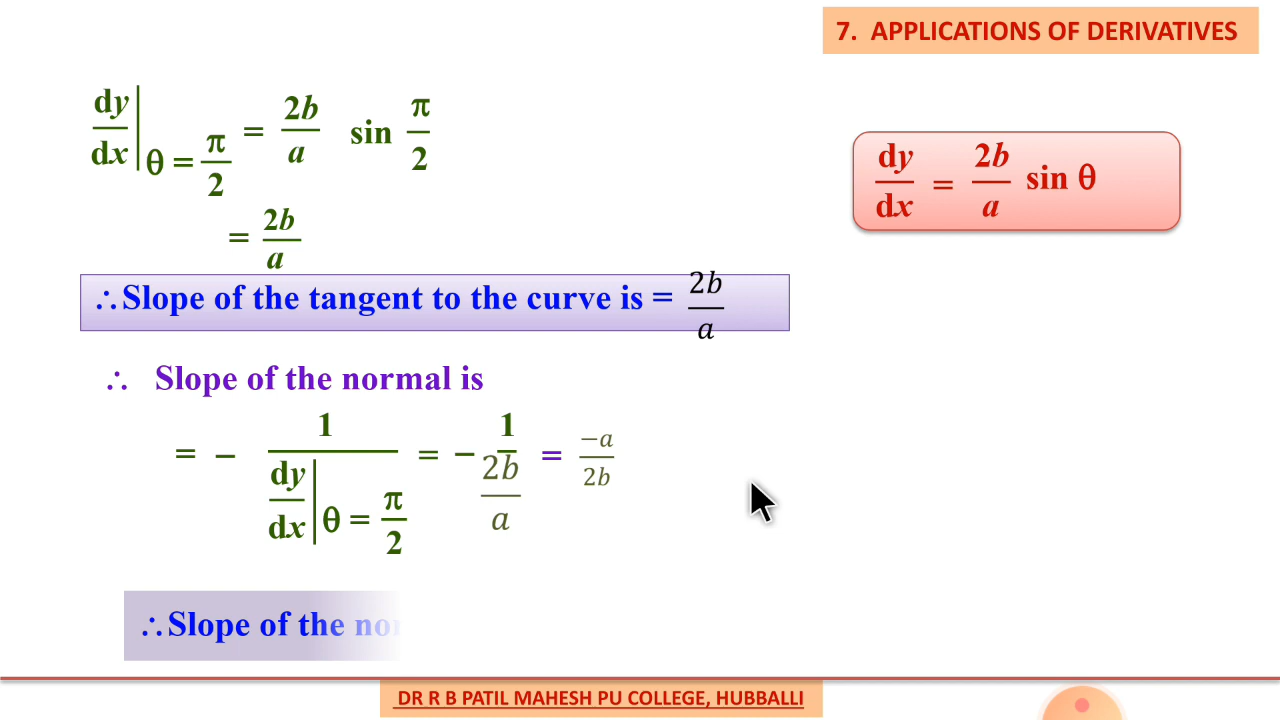 7. APPLICATIONS OF DERIVATIVES
dy/dx | θ = π/2 = 2b/a sin π/2
= 2b/a
dy/dx = 2b/a sin θ
∴Slope of the tangent to the curve is = 2b/a
∴ Slope of the normal is
= − 1/(dy/dx | θ = π/2) = − 1/(2b/a) = −a/2b
∴Slope of the no
DR R B PATIL MAHESH PU COLLEGE, HUBBALLI